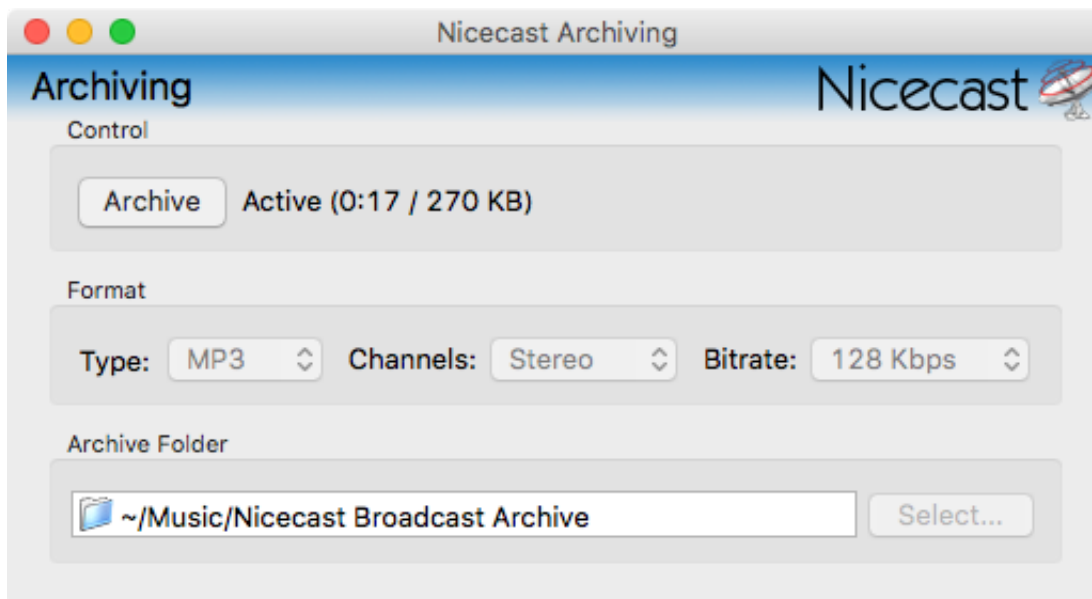 Nicecast Archiving
Archiving Nicecast
Control
Archive Active (0:17 / 270 KB)
Format
Type: MP3 Channels: Stereo Bitrate: 128 Kbps
Archive Folder
~/Music/Nicecast Broadcast Archive Select...